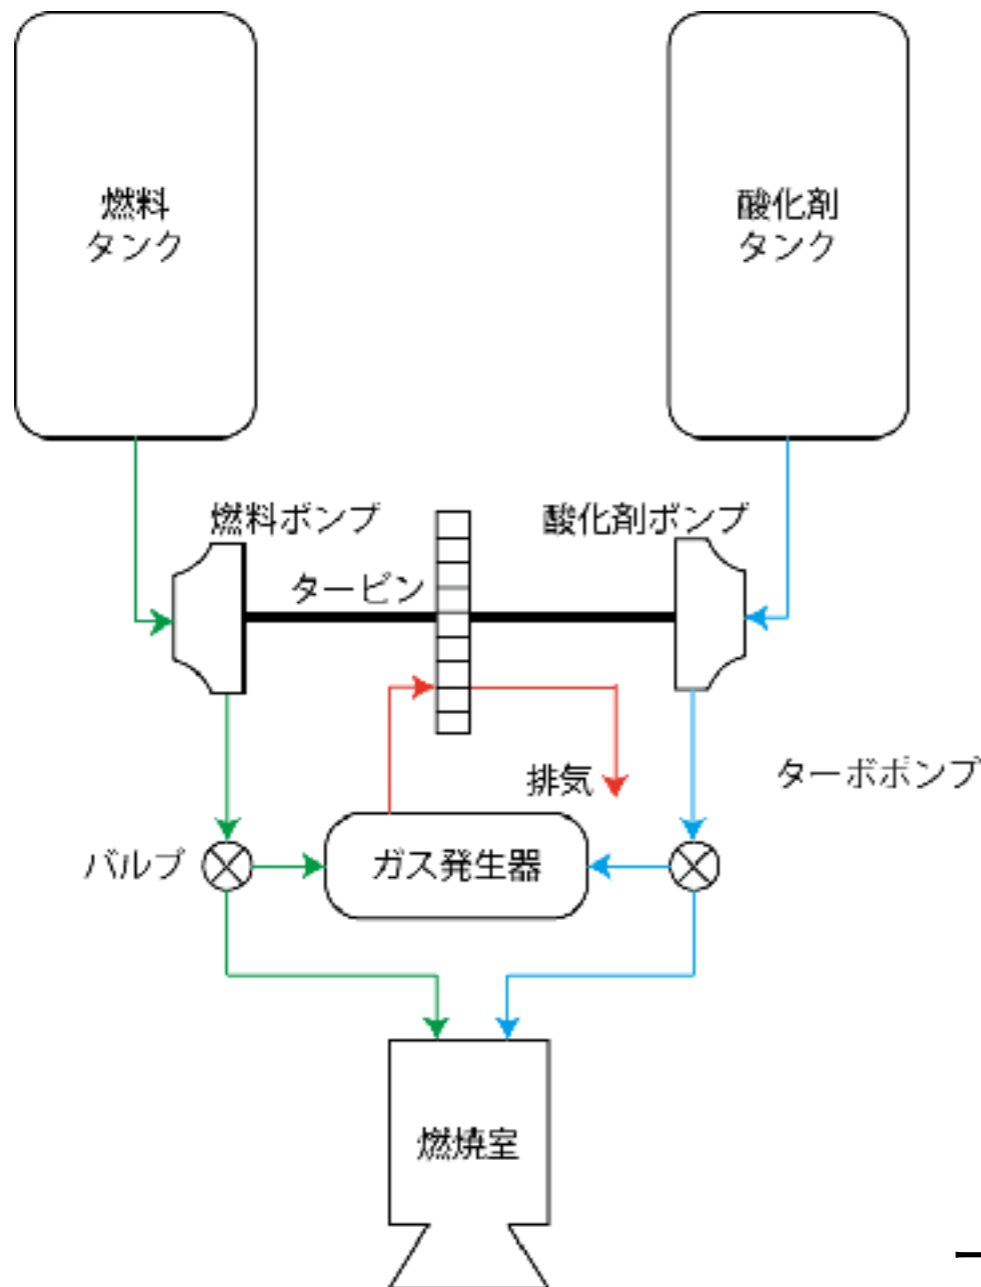 燃料
タンク
酸化剤
タンク
燃料ポンプ
酸化剤ポンプ
タービン
排気
ターボポンプ
バルブ
ガス発生器
燃焼室